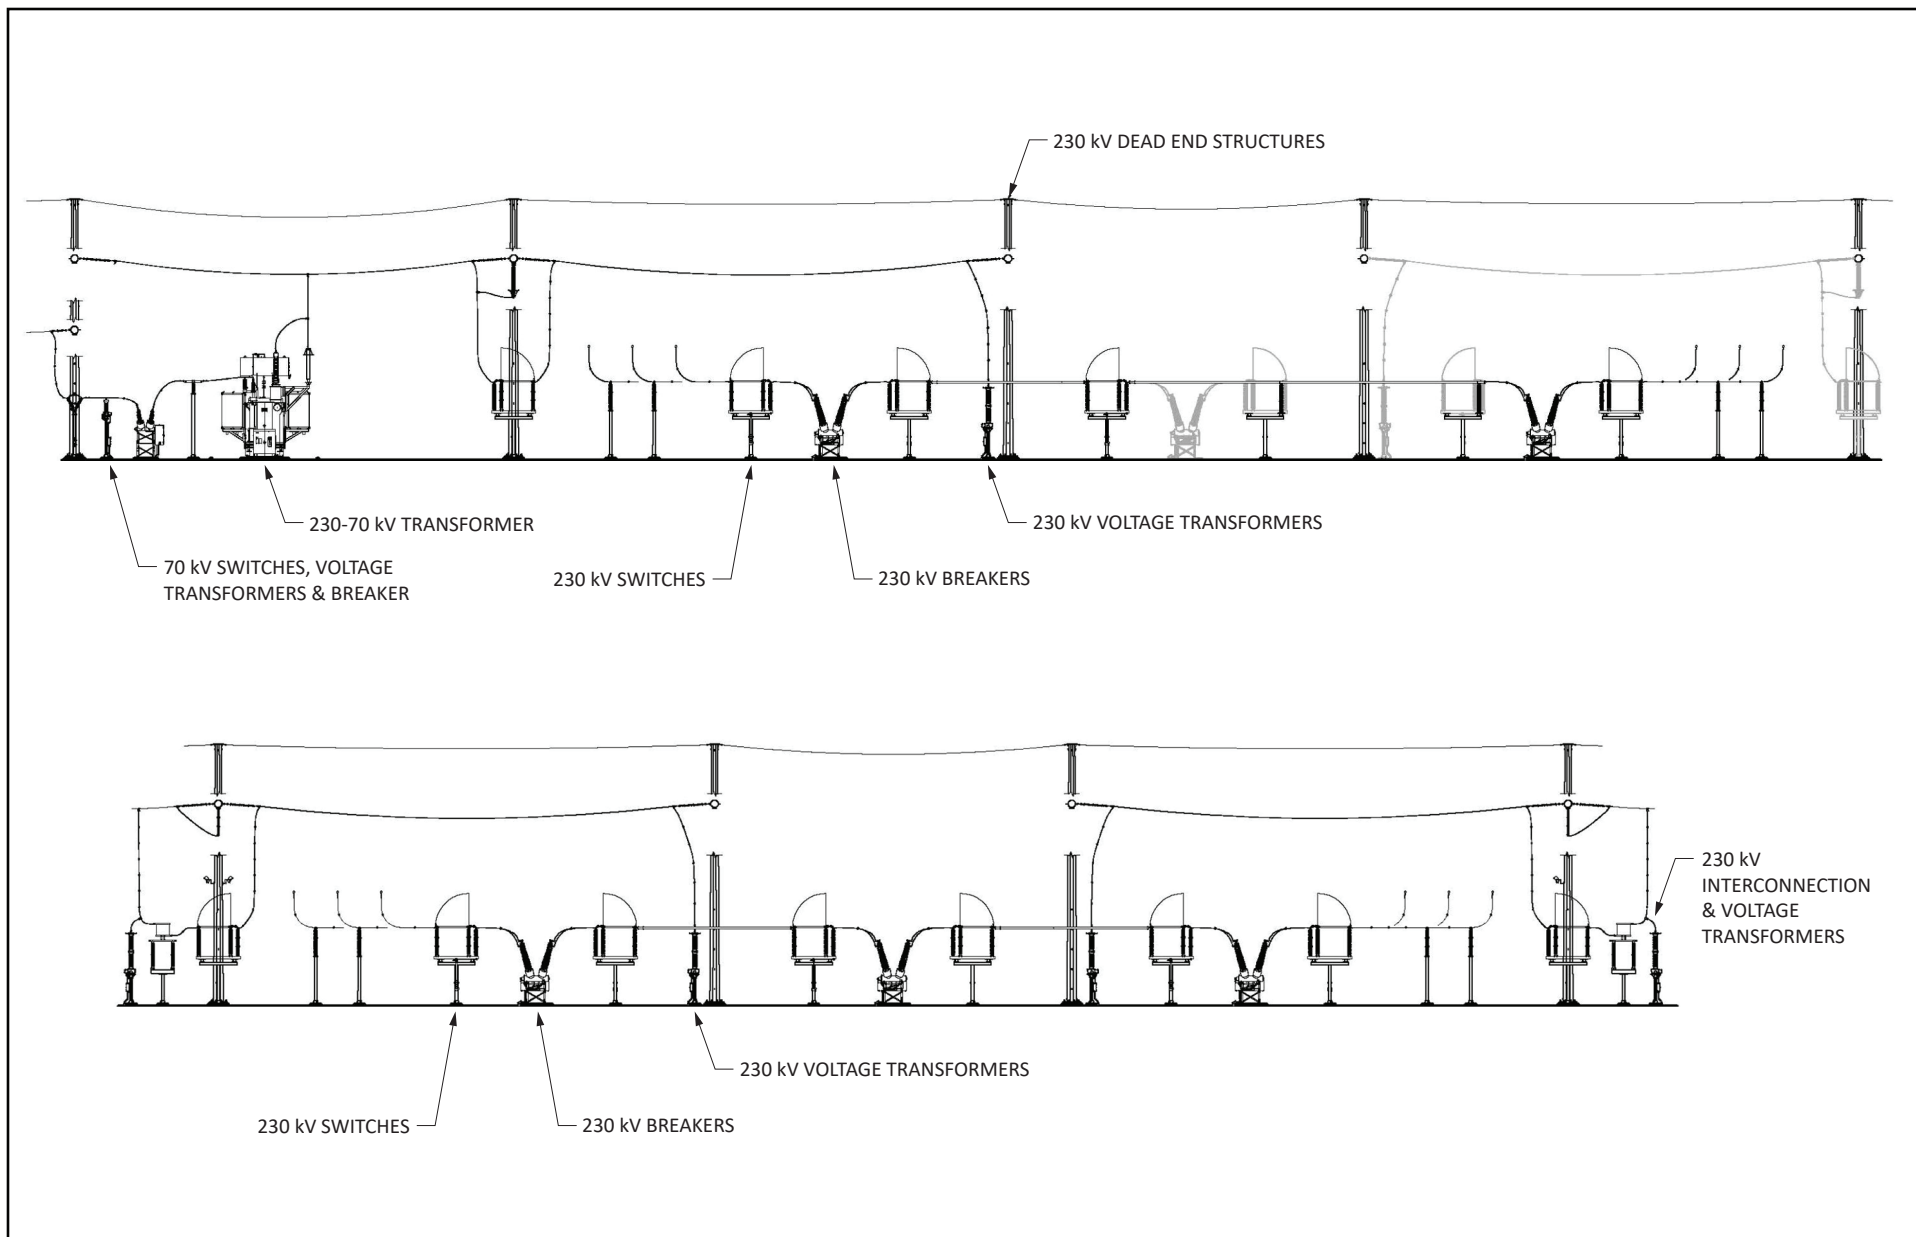 230 kV DEAD END STRUCTURES
230-70 kV TRANSFORMER
230 kV VOLTAGE TRANSFORMERS
70 kV SWITCHES, VOLTAGE
TRANSFORMERS & BREAKER
230 kV SWITCHES
230 kV BREAKERS
230 kV
INTERCONNECTION
& VOLTAGE
TRANSFORMERS
230 kV VOLTAGE TRANSFORMERS
230 kV SWITCHES
230 kV BREAKERS